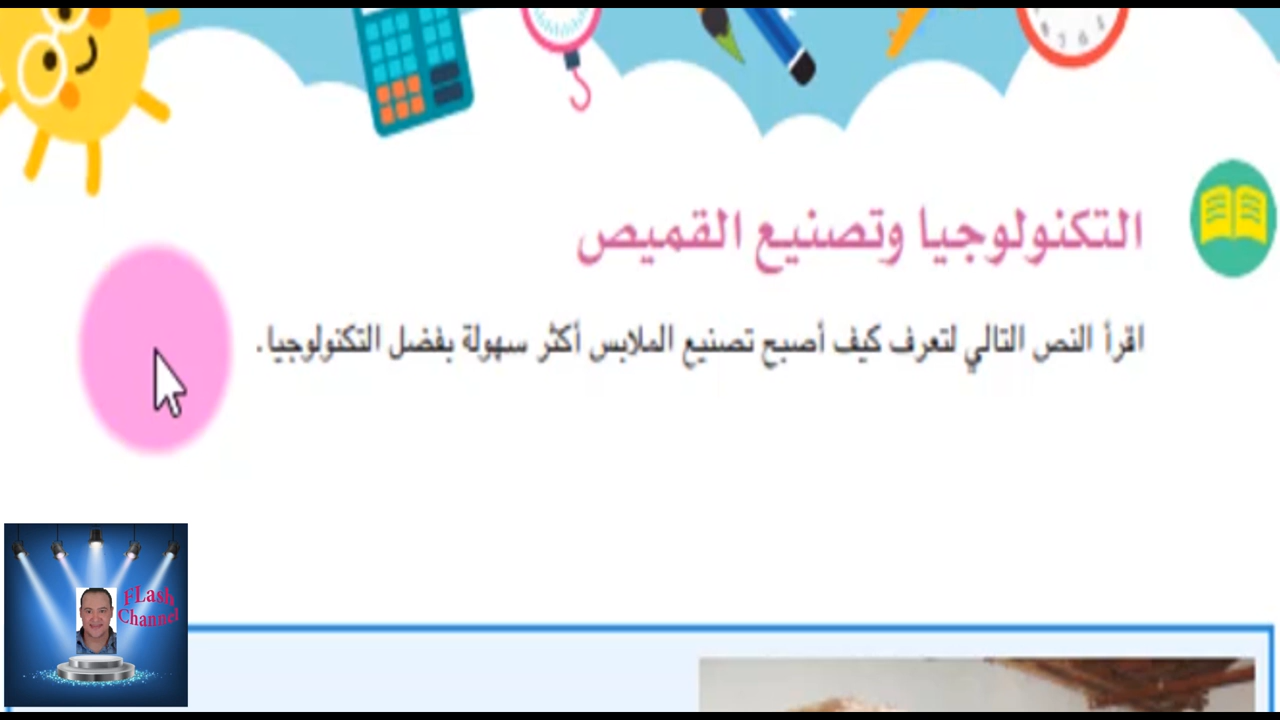 التكنولوجيا وتصنيع القميص
اقرأ النص التالي لتعرف كيف أصبح تصنيع الملابس أكثر سهولة بفضل التكنولوجيا.
FLash
Channel